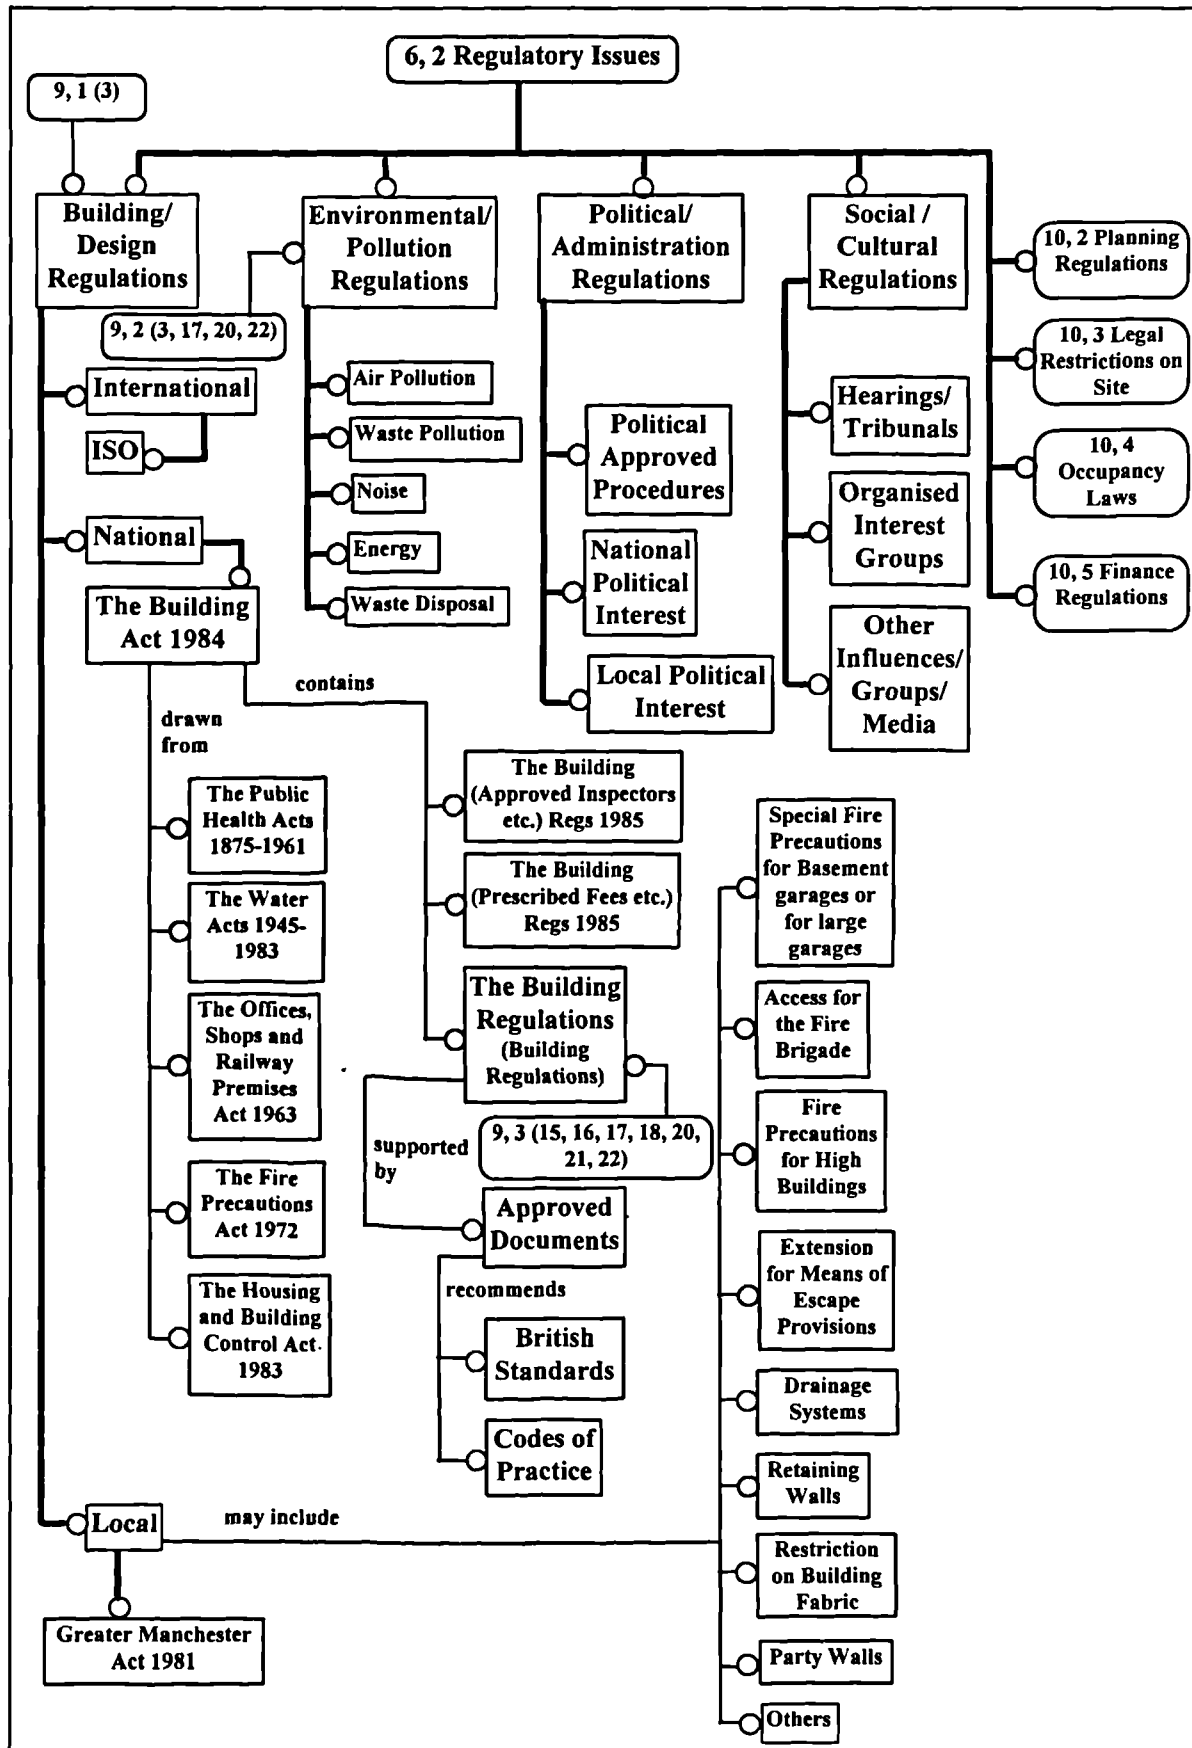 6, 2 Regulatory Issues
9, 1 (3)
Building/
Design
Regulations
Environmental/
Pollution
Regulations
Political/
Administration
Regulations
Social /
Cultural
Regulations
10, 2 Planning
Regulations
9, 2 (3, 17, 20, 22)
10, 3 Legal
Restrictions on
Site
10, 4
Occupancy
Laws
10, 5 Finance
Regulations
International
ISO
National
The Building
Act 1984
Air Pollution
Waste Pollution
Noise
Energy
Waste Disposal
Political
Approved
Procedures
National
Political
Interest
Local Political
Interest
Hearings/
Tribunals
Organised
Interest
Groups
Other
Influences/
Groups/
Media
contains
drawn
from
The Public
Health Acts
1875-1961
The Water
Acts 1945-
1983
The Offices,
Shops and
Railway
Premises
Act 1963
The Fire
Precautions
Act 1972
The Housing
and Building
Control Act
1983
The Building
(Approved Inspectors
etc.) Regs 1985
The Building
(Prescribed Fees etc.)
Regs 1985
The Building
Regulations
(Building
Regulations)
9, 3 (15, 16, 17, 18, 20,
21, 22)
supported
by
Approved
Documents
recommends
British
Standards
Codes of
Practice
Special Fire
Precautions
for Basement
garages or
for large
garages
Access for
the Fire
Brigade
Fire
Precautions
for High
Buildings
Extension
for Means of
Escape
Provisions
Drainage
Systems
Retaining
Walls
Restriction
on Building
Fabric
Party Walls
Others
Local
may include
Greater Manchester
Act 1981